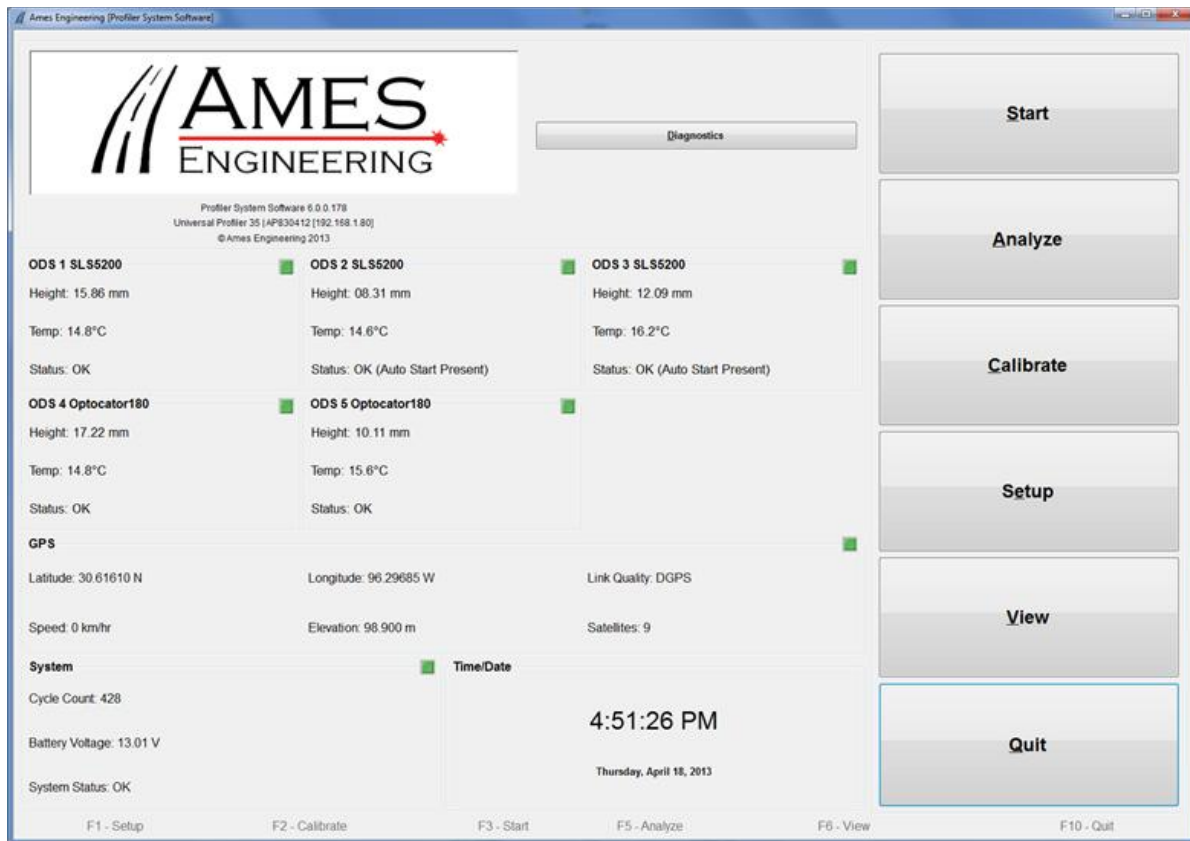 Ames Engineering [Profiler System Software]
AMES
ENGINEERING
Diagnostics
Profiler System Software 6.0.0.178
Universal Profiler 35 | AP830412 [192.168.1.80]
© Ames Engineering 2013
ODS 1 SLS5200
Height: 15.86 mm
Temp: 14.8°C
Status: OK
ODS 2 SLS5200
Height: 08.31 mm
Temp: 14.6°C
Status: OK (Auto Start Present)
ODS 3 SLS5200
Height: 12.09 mm
Temp: 16.2°C
Status: OK (Auto Start Present)
ODS 4 Optocator180
Height: 17.22 mm
Temp: 14.8°C
Status: OK
ODS 5 Optocator180
Height: 10.11 mm
Temp: 15.6°C
Status: OK
GPS
Latitude: 30.61610 N
Longitude: 96.29685 W
Link Quality: DGPS
Speed: 0 km/hr
Elevation: 98.900 m
Satellites: 9
System
Cycle Count: 428
Battery Voltage: 13.01 V
System Status: OK
Time/Date
4:51:26 PM
Thursday, April 18, 2013
Start
Analyze
Calibrate
Setup
View
Quit
F1 - Setup
F2 - Calibrate
F3 - Start
F5 - Analyze
F6 - View
F10 - Quit